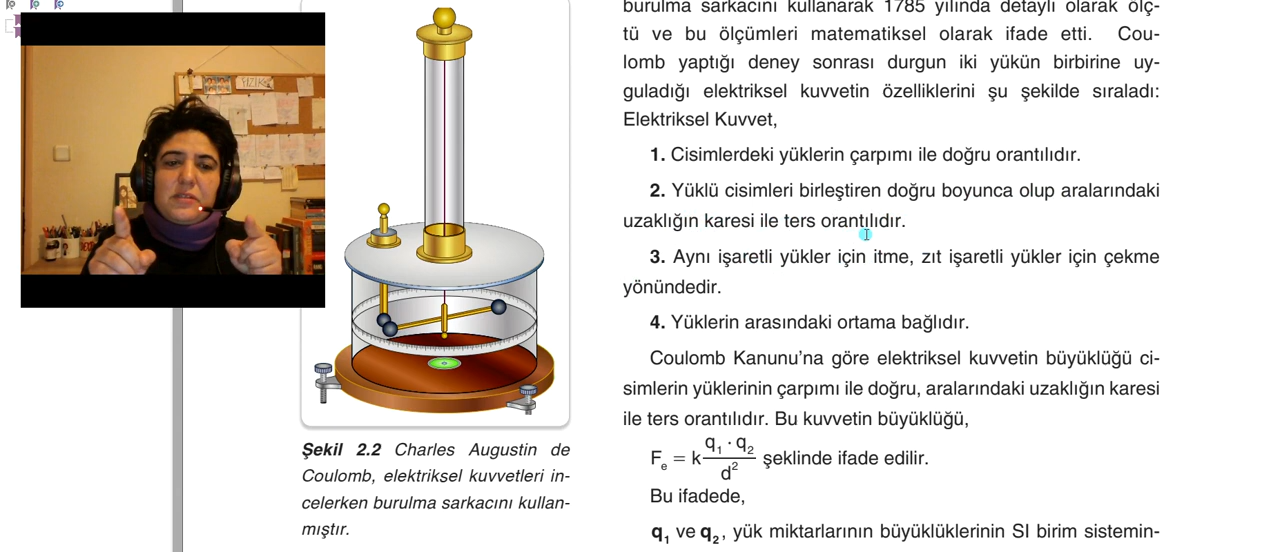 FİZİK
Şekil 2.2 Charles Augustin de
Coulomb, elektriksel kuvvetleri in-
celerken burulma sarkacını kullan-
mıştır.
burulma sarkacını kullanarak 1785 yılında detaylı olarak ölç-
tü ve bu ölçümleri matematiksel olarak ifade etti. Cou-
lomb yaptığı deney sonrası durgun iki yükün birbirine uy-
guladığı elektriksel kuvvetin özelliklerini şu şekilde sıraladı:
Elektriksel Kuvvet,
1. Cisimlerdeki yüklerin çarpımı ile doğru orantılıdır.
2. Yüklü cisimleri birleştiren doğru boyunca olup aralarındaki
uzaklığın karesi ile ters orantılıdır.
3. Aynı işaretli yükler için itme, zıt işaretli yükler için çekme
yönündedir.
4. Yüklerin arasındaki ortama bağlıdır.
Coulomb Kanunu’na göre elektriksel kuvvetin büyüklüğü ci-
simlerin yüklerinin çarpımı ile doğru, aralarındaki uzaklığın karesi
ile ters orantılıdır. Bu kuvvetin büyüklüğü,
Fₑ = k q₁ · q₂ / d² şeklinde ifade edilir.
Bu ifadede,
q₁ ve q₂, yük miktarlarının büyüklüklerinin SI birim sistemin-